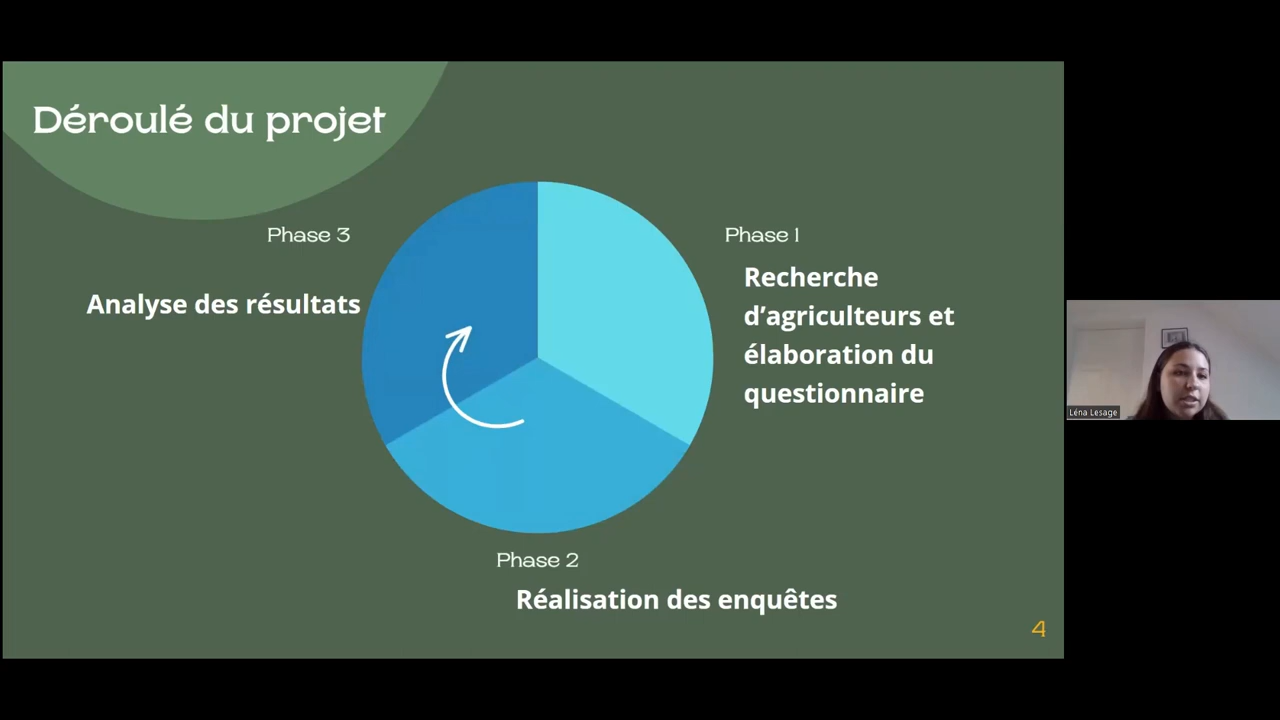 Déroulé du projet
Phase 3
Analyse des résultats
Phase 1
Recherche
d’agriculteurs et
élaboration du
questionnaire
Phase 2
Réalisation des enquêtes
4
Léna Lesage